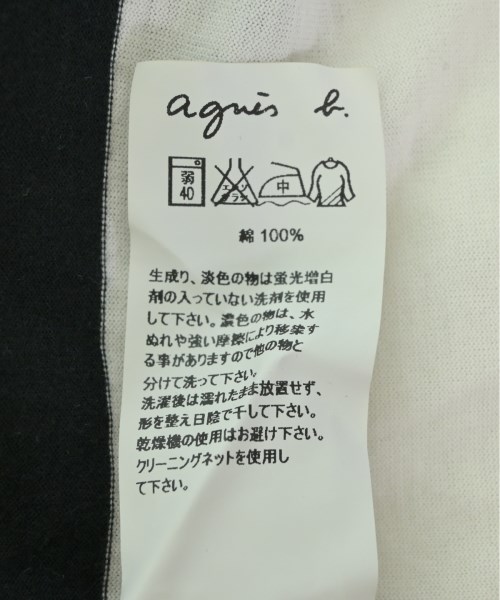 agnès b.
弱 40 エンソ サラシ 中
綿 100%
生成り、淡色の物は蛍光増白
剤の入っていない洗剤を使用
して下さい。濃色の物は、水
ぬれや強い摩擦により移染す
る事がありますので他の物と
分けて洗って下さい。
洗濯後は濡れたまま放置せず、
形を整え日陰で干して下さい。
乾燥機の使用はお避け下さい。
クリーニングネットを使用し
て下さい。